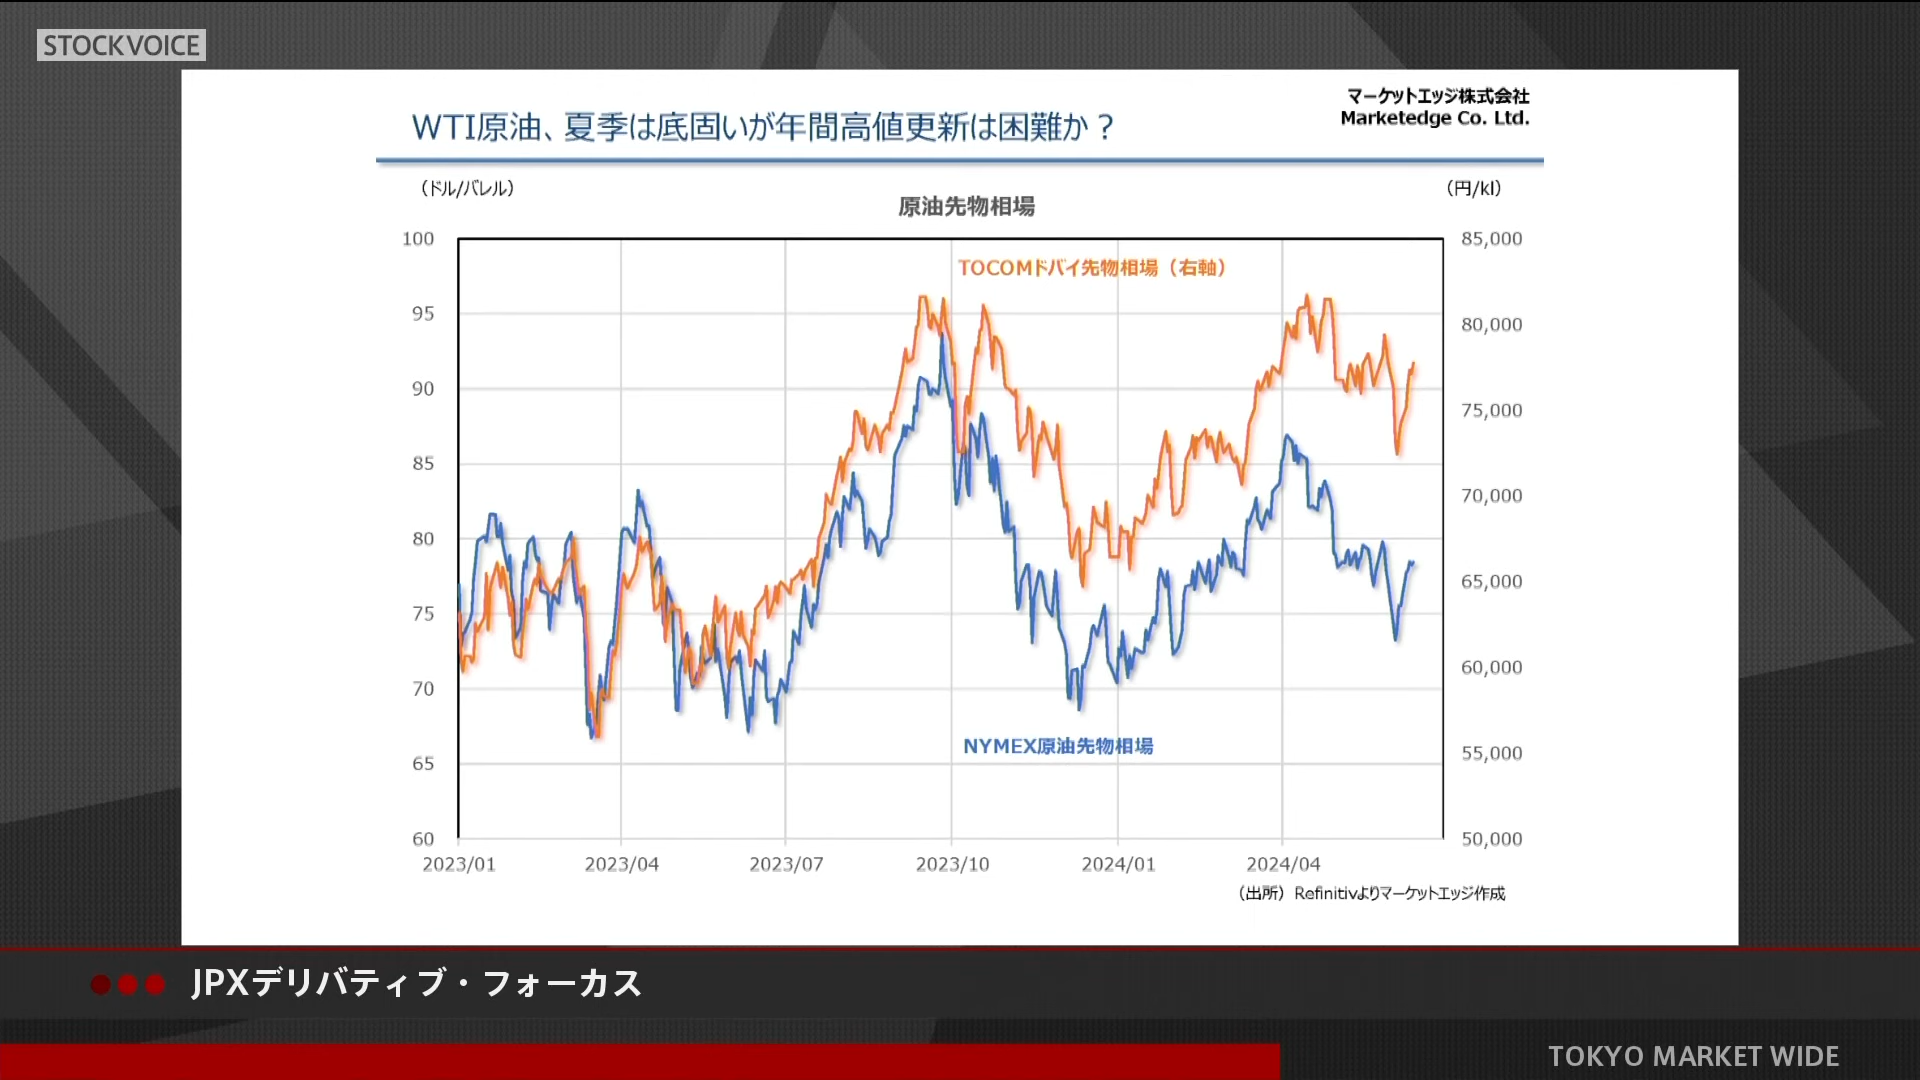 STOCKVOICE
マーケットエッジ株式会社
Marketedge Co. Ltd.
WTI原油、夏季は底固いが年間高値更新は困難か？
（ドル/バレル）
（円/kl）
原油先物相場
100
95
90
85
80
75
70
65
60
85,000
80,000
75,000
70,000
65,000
60,000
55,000
50,000
TOCOMドバイ先物相場（右軸）
NYMEX原油先物相場
2023/01 2023/04 2023/07 2023/10 2024/01 2024/04
（出所）Refinitivよりマーケットエッジ作成
JPXデリバティブ・フォーカス
TOKYO MARKET WIDE